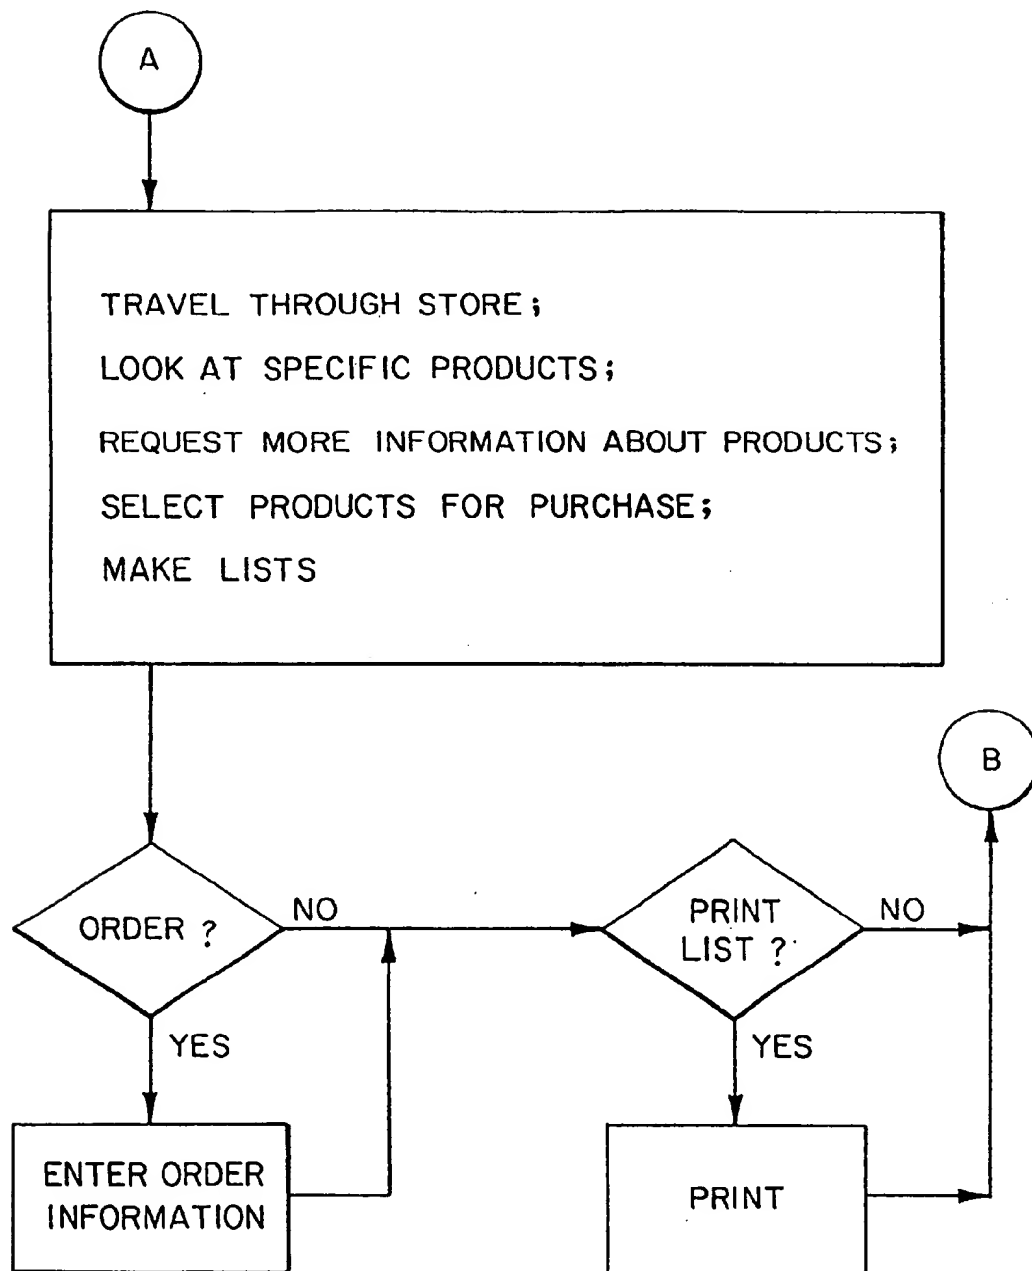 A
TRAVEL THROUGH STORE;
LOOK AT SPECIFIC PRODUCTS;
REQUEST MORE INFORMATION ABOUT PRODUCTS;
SELECT PRODUCTS FOR PURCHASE;
MAKE LISTS
B
ORDER ?
NO
PRINT
LIST ?
NO
YES
YES
ENTER ORDER
INFORMATION
PRINT